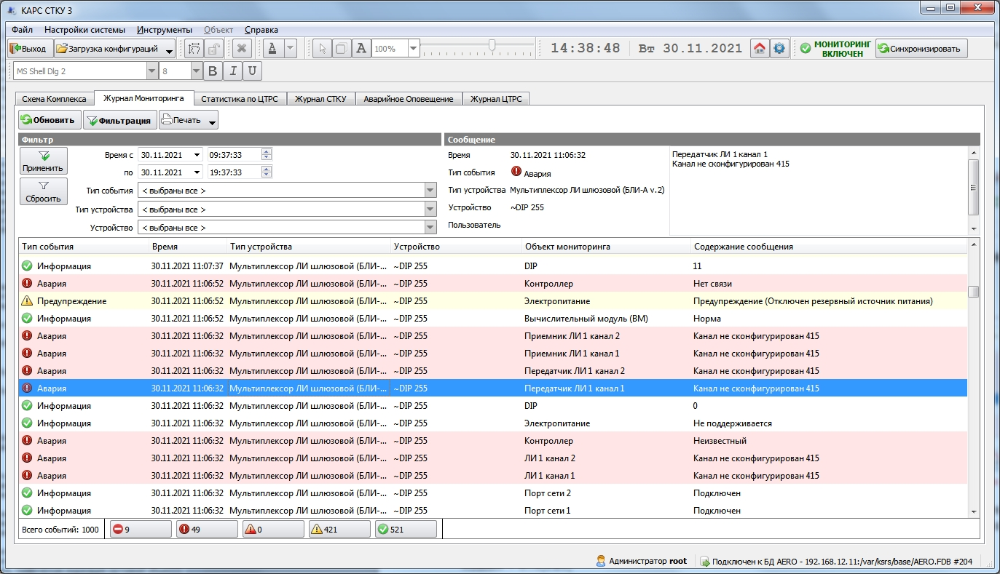 КАРС СТКУ 3
Файл Настройки системы Инструменты Объект Справка
Выход Загрузка конфигураций A 100% 14:38:48 Вт 30.11.2021 МОНИТОРИНГ ВКЛЮЧЕН Синхронизировать
MS Shell Dlg 2 8 B I U
Схема Комплекса Журнал Мониторинга Статистика по ЦТРС Журнал СТКУ Аварийное Оповещение Журнал ЦТРС
Обновить Фильтрация Печать
Фильтр
Применить
Сбросить
Время с 30.11.2021 09:37:33
по 30.11.2021 19:37:33
Тип события < выбраны все >
Тип устройства < выбраны все >
Устройство < выбраны все >
Сообщение
Время 30.11.2021 11:06:32
Тип события Авария
Тип устройства Мультиплексор ЛИ шлюзовой (БЛИ-А v.2)
Устройство ~DIP 255
Пользователь
Передатчик ЛИ 1 канал 1
Канал не сконфигурирован 415
Тип события Время Тип устройства Устройство Объект мониторинга Содержание сообщения
Информация 30.11.2021 11:07:37 Мультиплексор ЛИ шлюзовой (БЛИ-... ~DIP 255 DIP 11
Авария 30.11.2021 11:06:52 Мультиплексор ЛИ шлюзовой (БЛИ-... ~DIP 255 Контроллер Нет связи
Предупреждение 30.11.2021 11:06:52 Мультиплексор ЛИ шлюзовой (БЛИ-... ~DIP 255 Электропитание Предупреждение (Отключен резервный источник питания)
Информация 30.11.2021 11:06:52 Мультиплексор ЛИ шлюзовой (БЛИ-... ~DIP 255 Вычислительный модуль (ВМ) Норма
Авария 30.11.2021 11:06:32 Мультиплексор ЛИ шлюзовой (БЛИ-... ~DIP 255 Приемник ЛИ 1 канал 2 Канал не сконфигурирован 415
Авария 30.11.2021 11:06:32 Мультиплексор ЛИ шлюзовой (БЛИ-... ~DIP 255 Приемник ЛИ 1 канал 1 Канал не сконфигурирован 415
Авария 30.11.2021 11:06:32 Мультиплексор ЛИ шлюзовой (БЛИ-... ~DIP 255 Передатчик ЛИ 1 канал 2 Канал не сконфигурирован 415
Авария 30.11.2021 11:06:32 Мультиплексор ЛИ шлюзовой (БЛИ-... ~DIP 255 Передатчик ЛИ 1 канал 1 Канал не сконфигурирован 415
Информация 30.11.2021 11:06:32 Мультиплексор ЛИ шлюзовой (БЛИ-... ~DIP 255 DIP 0
Информация 30.11.2021 11:06:32 Мультиплексор ЛИ шлюзовой (БЛИ-... ~DIP 255 Электропитание Не поддерживается
Авария 30.11.2021 11:06:32 Мультиплексор ЛИ шлюзовой (БЛИ-... ~DIP 255 Контроллер Неизвестный
Авария 30.11.2021 11:06:32 Мультиплексор ЛИ шлюзовой (БЛИ-... ~DIP 255 ЛИ 1 канал 2 Канал не сконфигурирован 415
Авария 30.11.2021 11:06:32 Мультиплексор ЛИ шлюзовой (БЛИ-... ~DIP 255 ЛИ 1 канал 1 Канал не сконфигурирован 415
Информация 30.11.2021 11:06:32 Мультиплексор ЛИ шлюзовой (БЛИ-... ~DIP 255 Порт сети 2 Подключен
Информация 30.11.2021 11:06:32 Мультиплексор ЛИ шлюзовой (БЛИ-... ~DIP 255 Порт сети 1 Подключен
Всего событий: 1000 9 49 0 421 521
Администратор root Подключен к БД AERO - 192.168.12.11:/var/ksrs/base/AERO.FDB #204